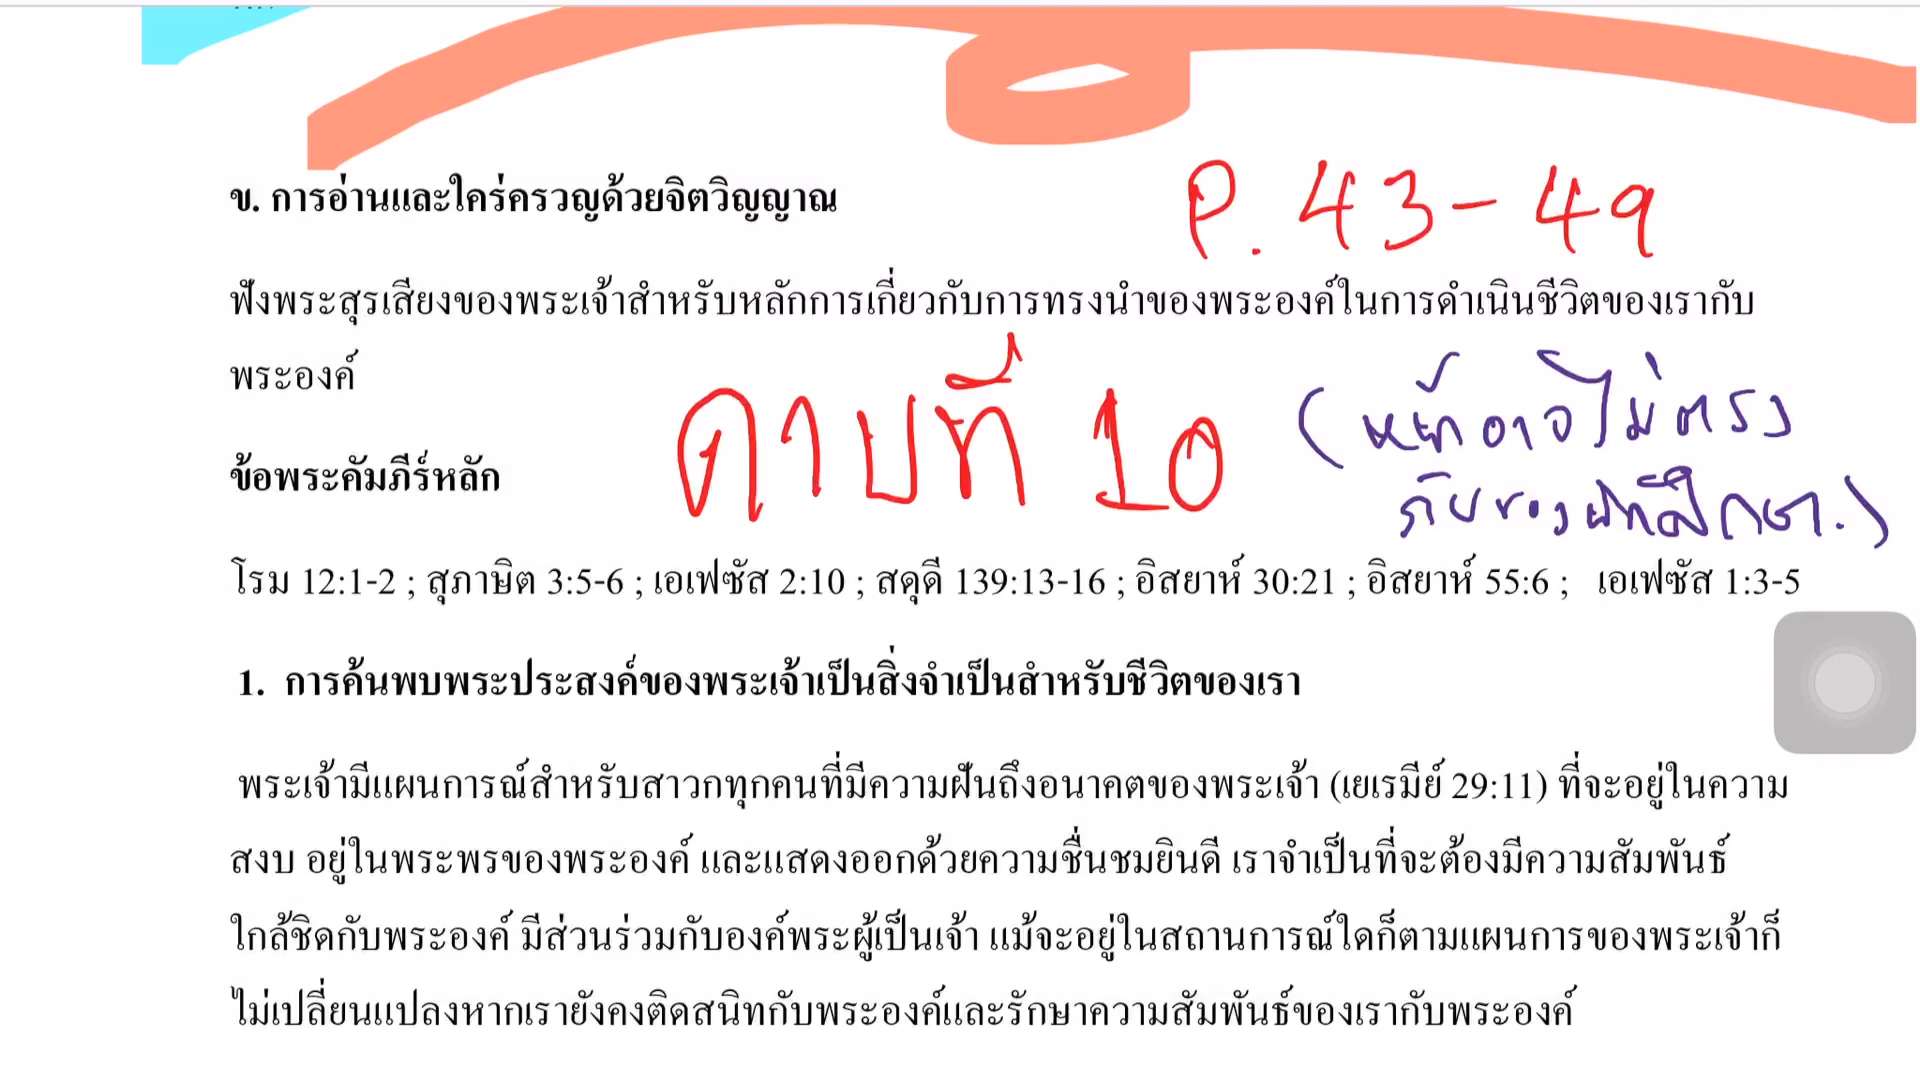 ข. การอ่านและใคร่ครวญด้วยจิตวิญญาณ
P. 43-49
ฟังพระสุรเสียงของพระเจ้าสำหรับหลักการเกี่ยวกับการทรงนำของพระองค์ในการดำเนินชีวิตของเรากับ
พระองค์
คาบที่ 10
(หน้าอาจไม่ตรง
กับของนักศึกษา.)
ข้อพระคัมภีร์หลัก
โรม 12:1-2 ; สุภาษิต 3:5-6 ; เอเฟซัส 2:10 ; สดุดี 139:13-16 ; อิสยาห์ 30:21 ; อิสยาห์ 55:6 ; เอเฟซัส 1:3-5
1. การค้นพบพระประสงค์ของพระเจ้าเป็นสิ่งจำเป็นสำหรับชีวิตของเรา
พระเจ้ามีแผนการณ์สำหรับสาวกทุกคนที่มีความฝันถึงอนาคตของพระเจ้า (เยเรมีย์ 29:11) ที่จะอยู่ในความ
สงบ อยู่ในพระพรของพระองค์ และแสดงออกด้วยความชื่นชมยินดี เราจำเป็นที่จะต้องมีความสัมพันธ์
ใกล้ชิดกับพระองค์ มีส่วนร่วมกับองค์พระผู้เป็นเจ้า แม้จะอยู่ในสถานการณ์ใดก็ตามแผนการของพระเจ้าก็
ไม่เปลี่ยนแปลงหากเรายังคงติดสนิทกับพระองค์และรักษาความสัมพันธ์ของเรากับพระองค์